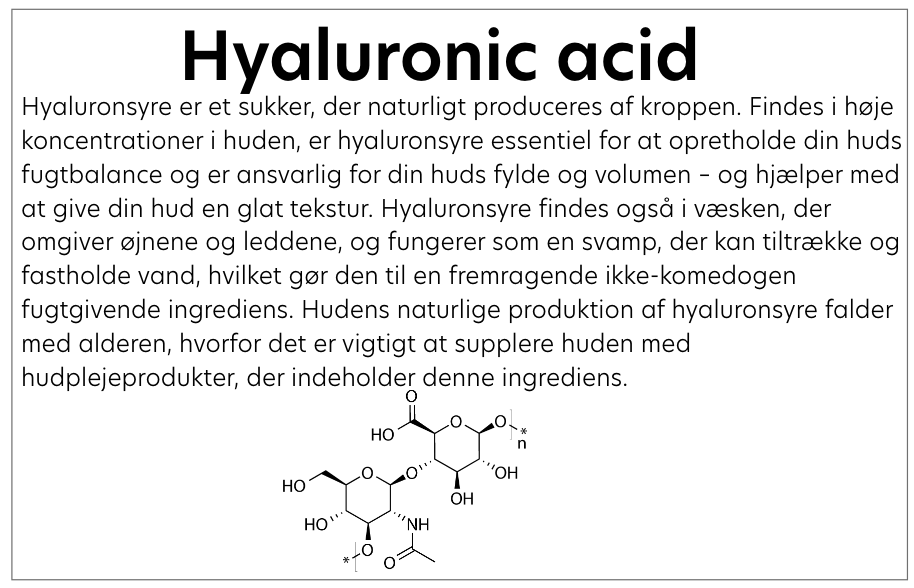 Hyaluronic acid
Hyaluronsyre er et sukker, der naturligt produceres af kroppen. Findes i høje
koncentrationer i huden, er hyaluronsyre essentiel for at opretholde din huds
fugtbalance og er ansvarlig for din huds fylde og volumen – og hjælper med
at give din hud en glat tekstur. Hyaluronsyre findes også i væsken, der
omgiver øjnene og leddene, og fungerer som en svamp, der kan tiltrække og
fastholde vand, hvilket gør den til en fremragende ikke-komedogen
fugtgivende ingrediens. Hudens naturlige produktion af hyaluronsyre falder
med alderen, hvorfor det er vigtigt at supplere huden med
hudplejeprodukter, der indeholder denne ingrediens.
O
HO O O * n
HO O O OH
OH
HO NH
* O O